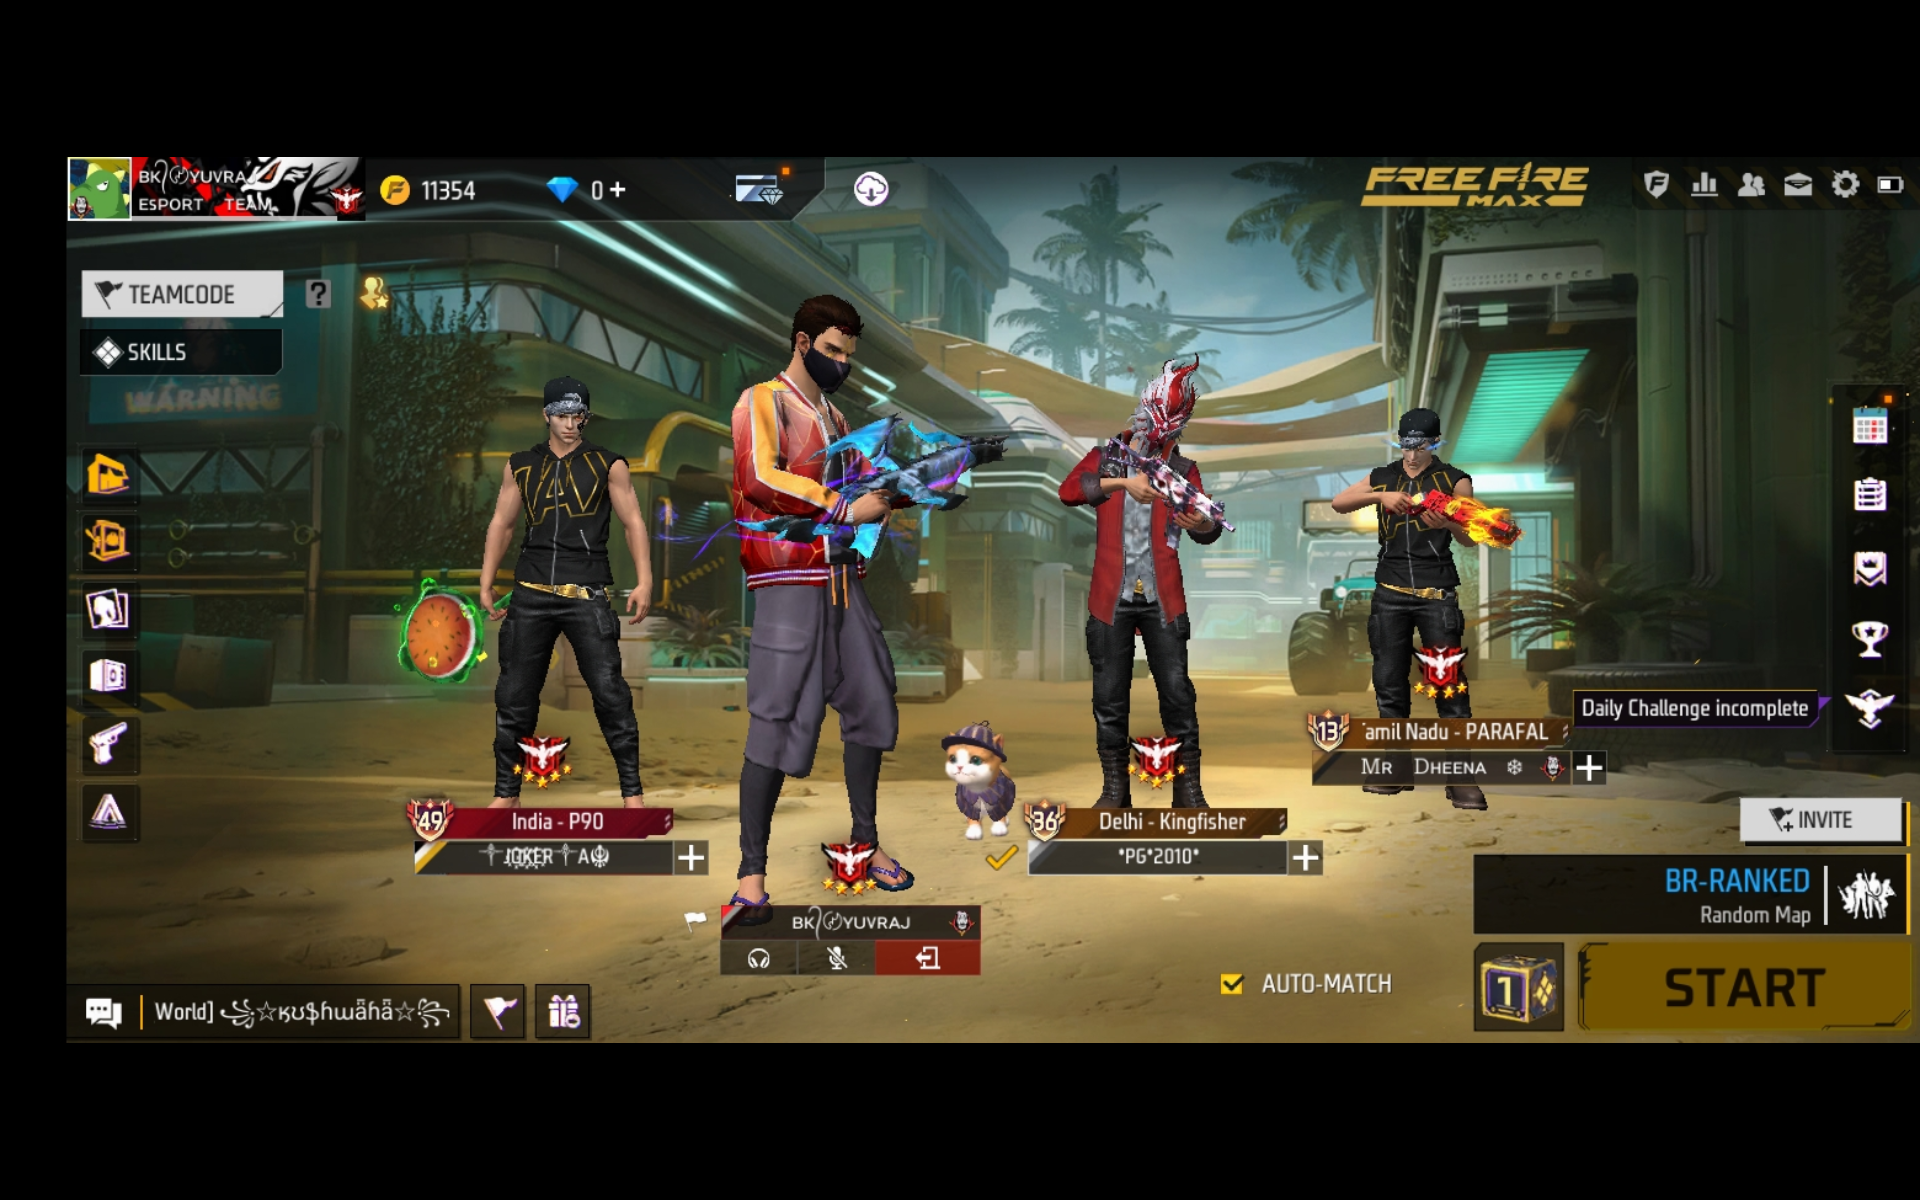 BK YUVRA
ESPORT TEAM
11354
0 +
FREE FIRE
MAX
TEAMCODE
?
SKILLS
WARNING
Daily Challenge incomplete
13
amil Nadu - PARAFAL
Mr Dheena ❄
49
India - P90
JOKER
36
Delhi - Kingfisher
*PG*2010*
INVITE
BR-RANKED
Random Map
BK YUVRAJ
AUTO-MATCH
1
START
World]